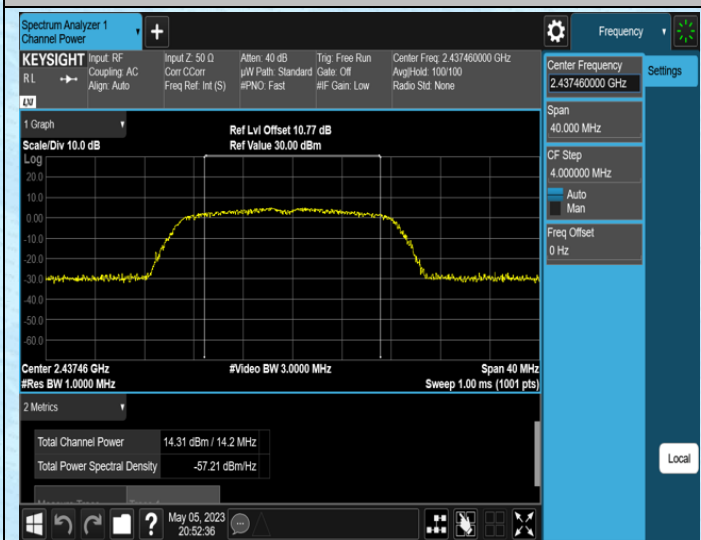 Spectrum Analyzer 1
Channel Power
+
Frequency
KEYSIGHT
RL
LXI
Input: RF
Coupling: AC
Align: Auto
Input Z: 50 Ω
Corr CCorr
Freq Ref: Int (S)
Atten: 40 dB
µW Path: Standard
#PNO: Fast
Trig: Free Run
Gate: Off
#IF Gain: Low
Center Freq: 2.437460000 GHz
Avg|Hold: 100/100
Radio Std: None
Center Frequency
2.437460000 GHz
Settings
Span
40.000 MHz
CF Step
4.000000 MHz
Auto
Man
Freq Offset
0 Hz
Local
1 Graph
Scale/Div 10.0 dB
Ref Lvl Offset 10.77 dB
Ref Value 30.00 dBm
Log
20.0
10.0
0.00
-10.0
-20.0
-30.0
-40.0
-50.0
-60.0
Center 2.43746 GHz
#Res BW 1.0000 MHz
#Video BW 3.0000 MHz
Span 40 MHz
Sweep 1.00 ms (1001 pts)
2 Metrics
Total Channel Power 14.31 dBm / 14.2 MHz
Total Power Spectral Density -57.21 dBm/Hz
?
May 05, 2023
20:52:36